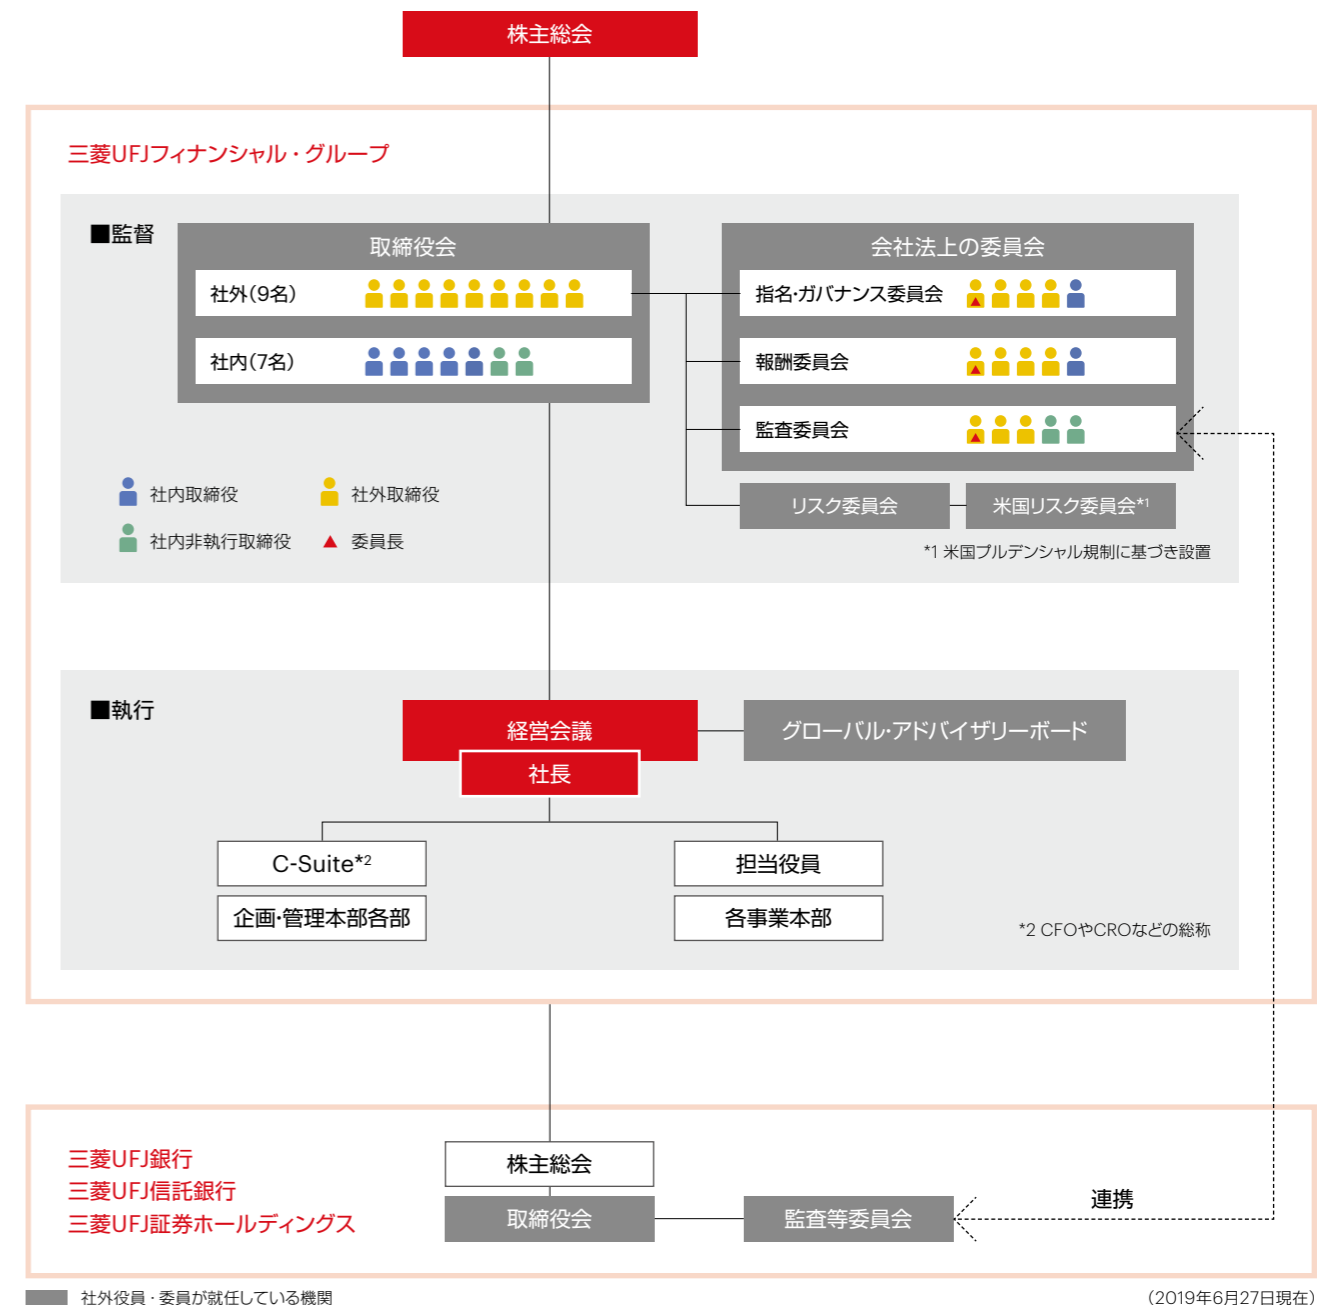 株主総会
三菱UFJフィナンシャル・グループ
■監督
取締役会
社外(9名)
社内(7名)
会社法上の委員会
指名・ガバナンス委員会
報酬委員会
監査委員会
リスク委員会
米国リスク委員会*1
社内取締役
社外取締役
社内非執行取締役
▲ 委員長
*1 米国プルデンシャル規制に基づき設置
■執行
経営会議
社長
グローバル・アドバイザリーボード
C-Suite*2
企画・管理本部各部
担当役員
各事業本部
*2 CFOやCROなどの総称
三菱UFJ銀行
三菱UFJ信託銀行
三菱UFJ証券ホールディングス
株主総会
取締役会
監査等委員会
連携
社外役員・委員が就任している機関
(2019年6月27日現在)